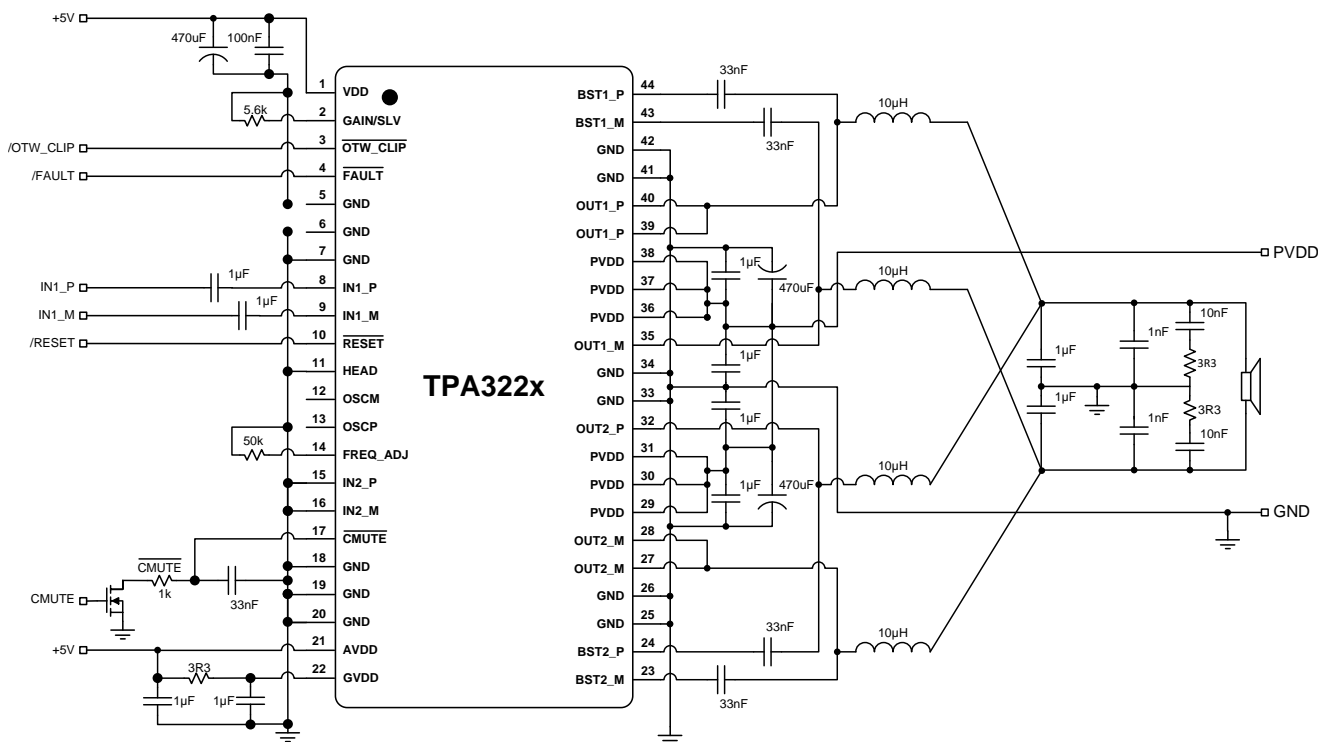 +5V
470uF
100nF
5.6k
/OTW_CLIP
/FAULT
1µF
IN1_P
1µF
IN1_M
/RESET
50k
CMUTE
1k
33nF
CMUTE
+5V
3R3
1µF
1µF
1
VDD
2
GAIN/SLV
3
OTW_CLIP
4
FAULT
5
GND
6
GND
7
GND
8
IN1_P
9
IN1_M
10
RESET
11
HEAD
12
OSCM
13
OSCP
14
FREQ_ADJ
15
IN2_P
16
IN2_M
17
CMUTE
18
GND
19
GND
20
GND
21
AVDD
22
GVDD
TPA322x
BST1_P
44
BST1_M
43
GND
42
GND
41
OUT1_P
40
OUT1_P
39
PVDD
38
PVDD
37
PVDD
36
OUT1_M
35
GND
34
GND
33
OUT2_P
32
PVDD
31
PVDD
30
PVDD
29
OUT2_M
28
OUT2_M
27
GND
26
GND
25
BST2_P
24
BST2_M
23
33nF
33nF
10µH
1µF
470uF
10µH
1µF
1µF
1µF
470uF
10µH
33nF
33nF
10µH
PVDD
1µF
1µF
1nF
1nF
10nF
3R3
3R3
10nF
GND